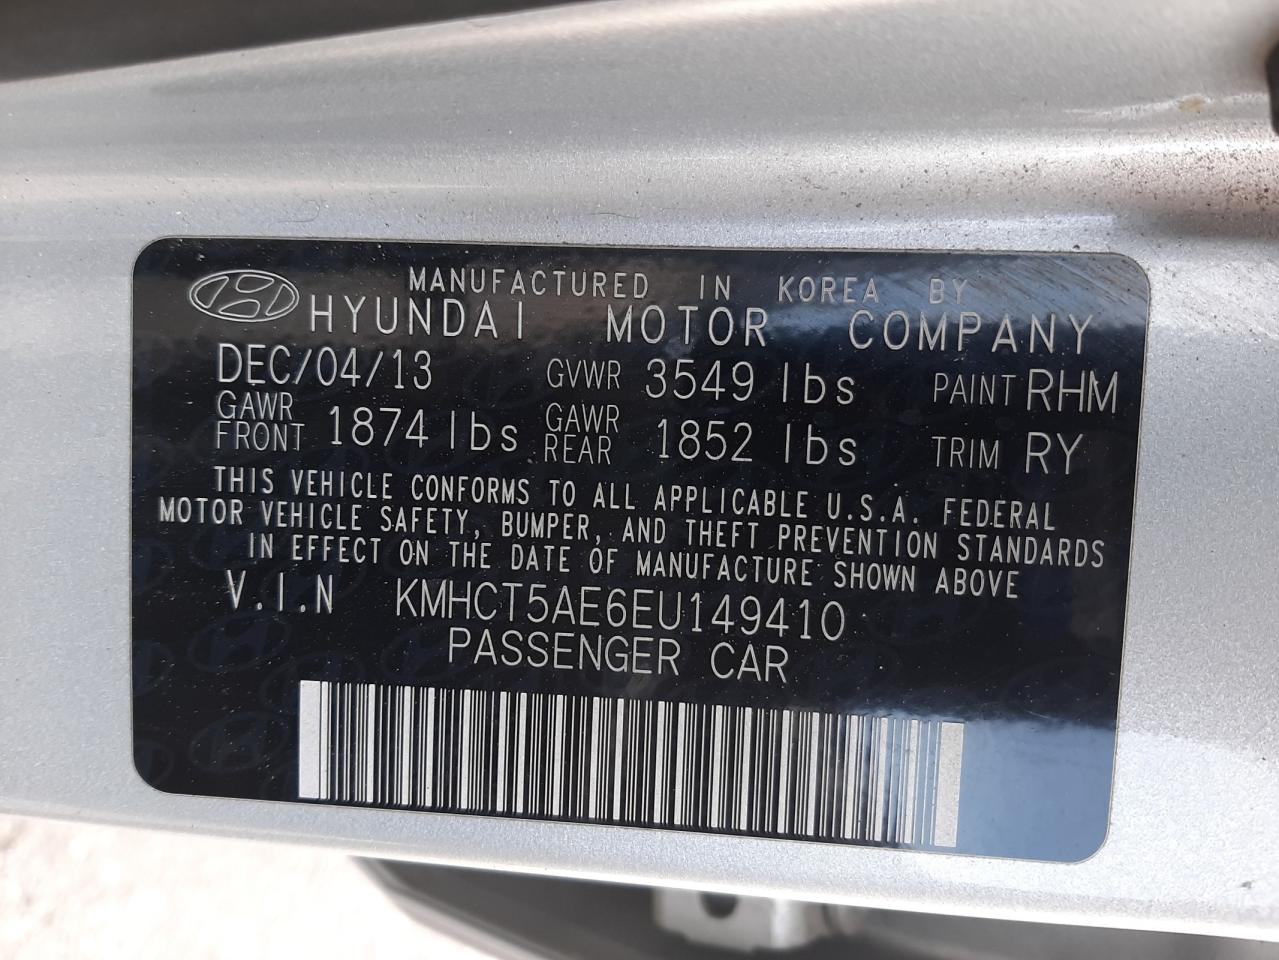 MANUFACTURED IN KOREA BY
HYUNDAI MOTOR COMPANY
DEC/04/13 GVWR 3549 lbs PAINT RHM
GAWR FRONT 1874 lbs GAWR REAR 1852 lbs TRIM RY
THIS VEHICLE CONFORMS TO ALL APPLICABLE U.S.A. FEDERAL
MOTOR VEHICLE SAFETY, BUMPER, AND THEFT PREVENTION STANDARDS
IN EFFECT ON THE DATE OF MANUFACTURE SHOWN ABOVE
V.I.N KMHCT5AE6EU149410
PASSENGER CAR